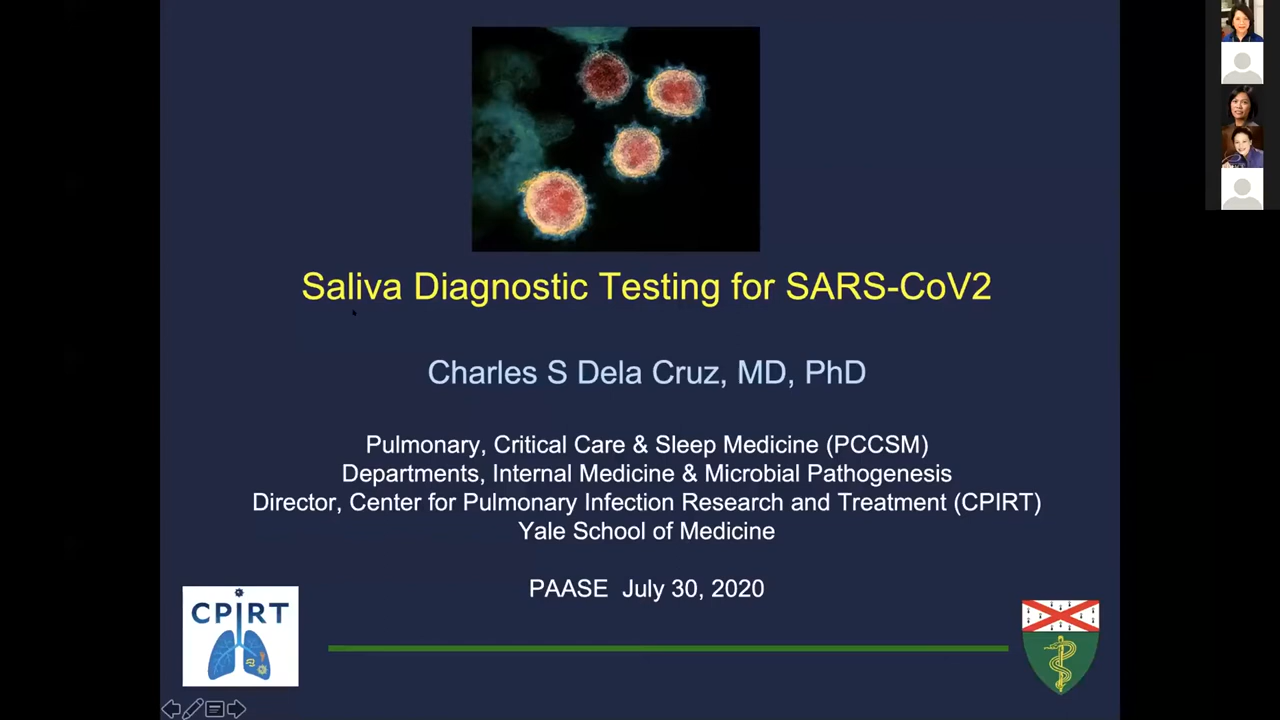 Saliva Diagnostic Testing for SARS-CoV2
Charles S Dela Cruz, MD, PhD
Pulmonary, Critical Care & Sleep Medicine (PCCSM)
Departments, Internal Medicine & Microbial Pathogenesis
Director, Center for Pulmonary Infection Research and Treatment (CPIRT)
Yale School of Medicine
PAASE July 30, 2020
CPIRT